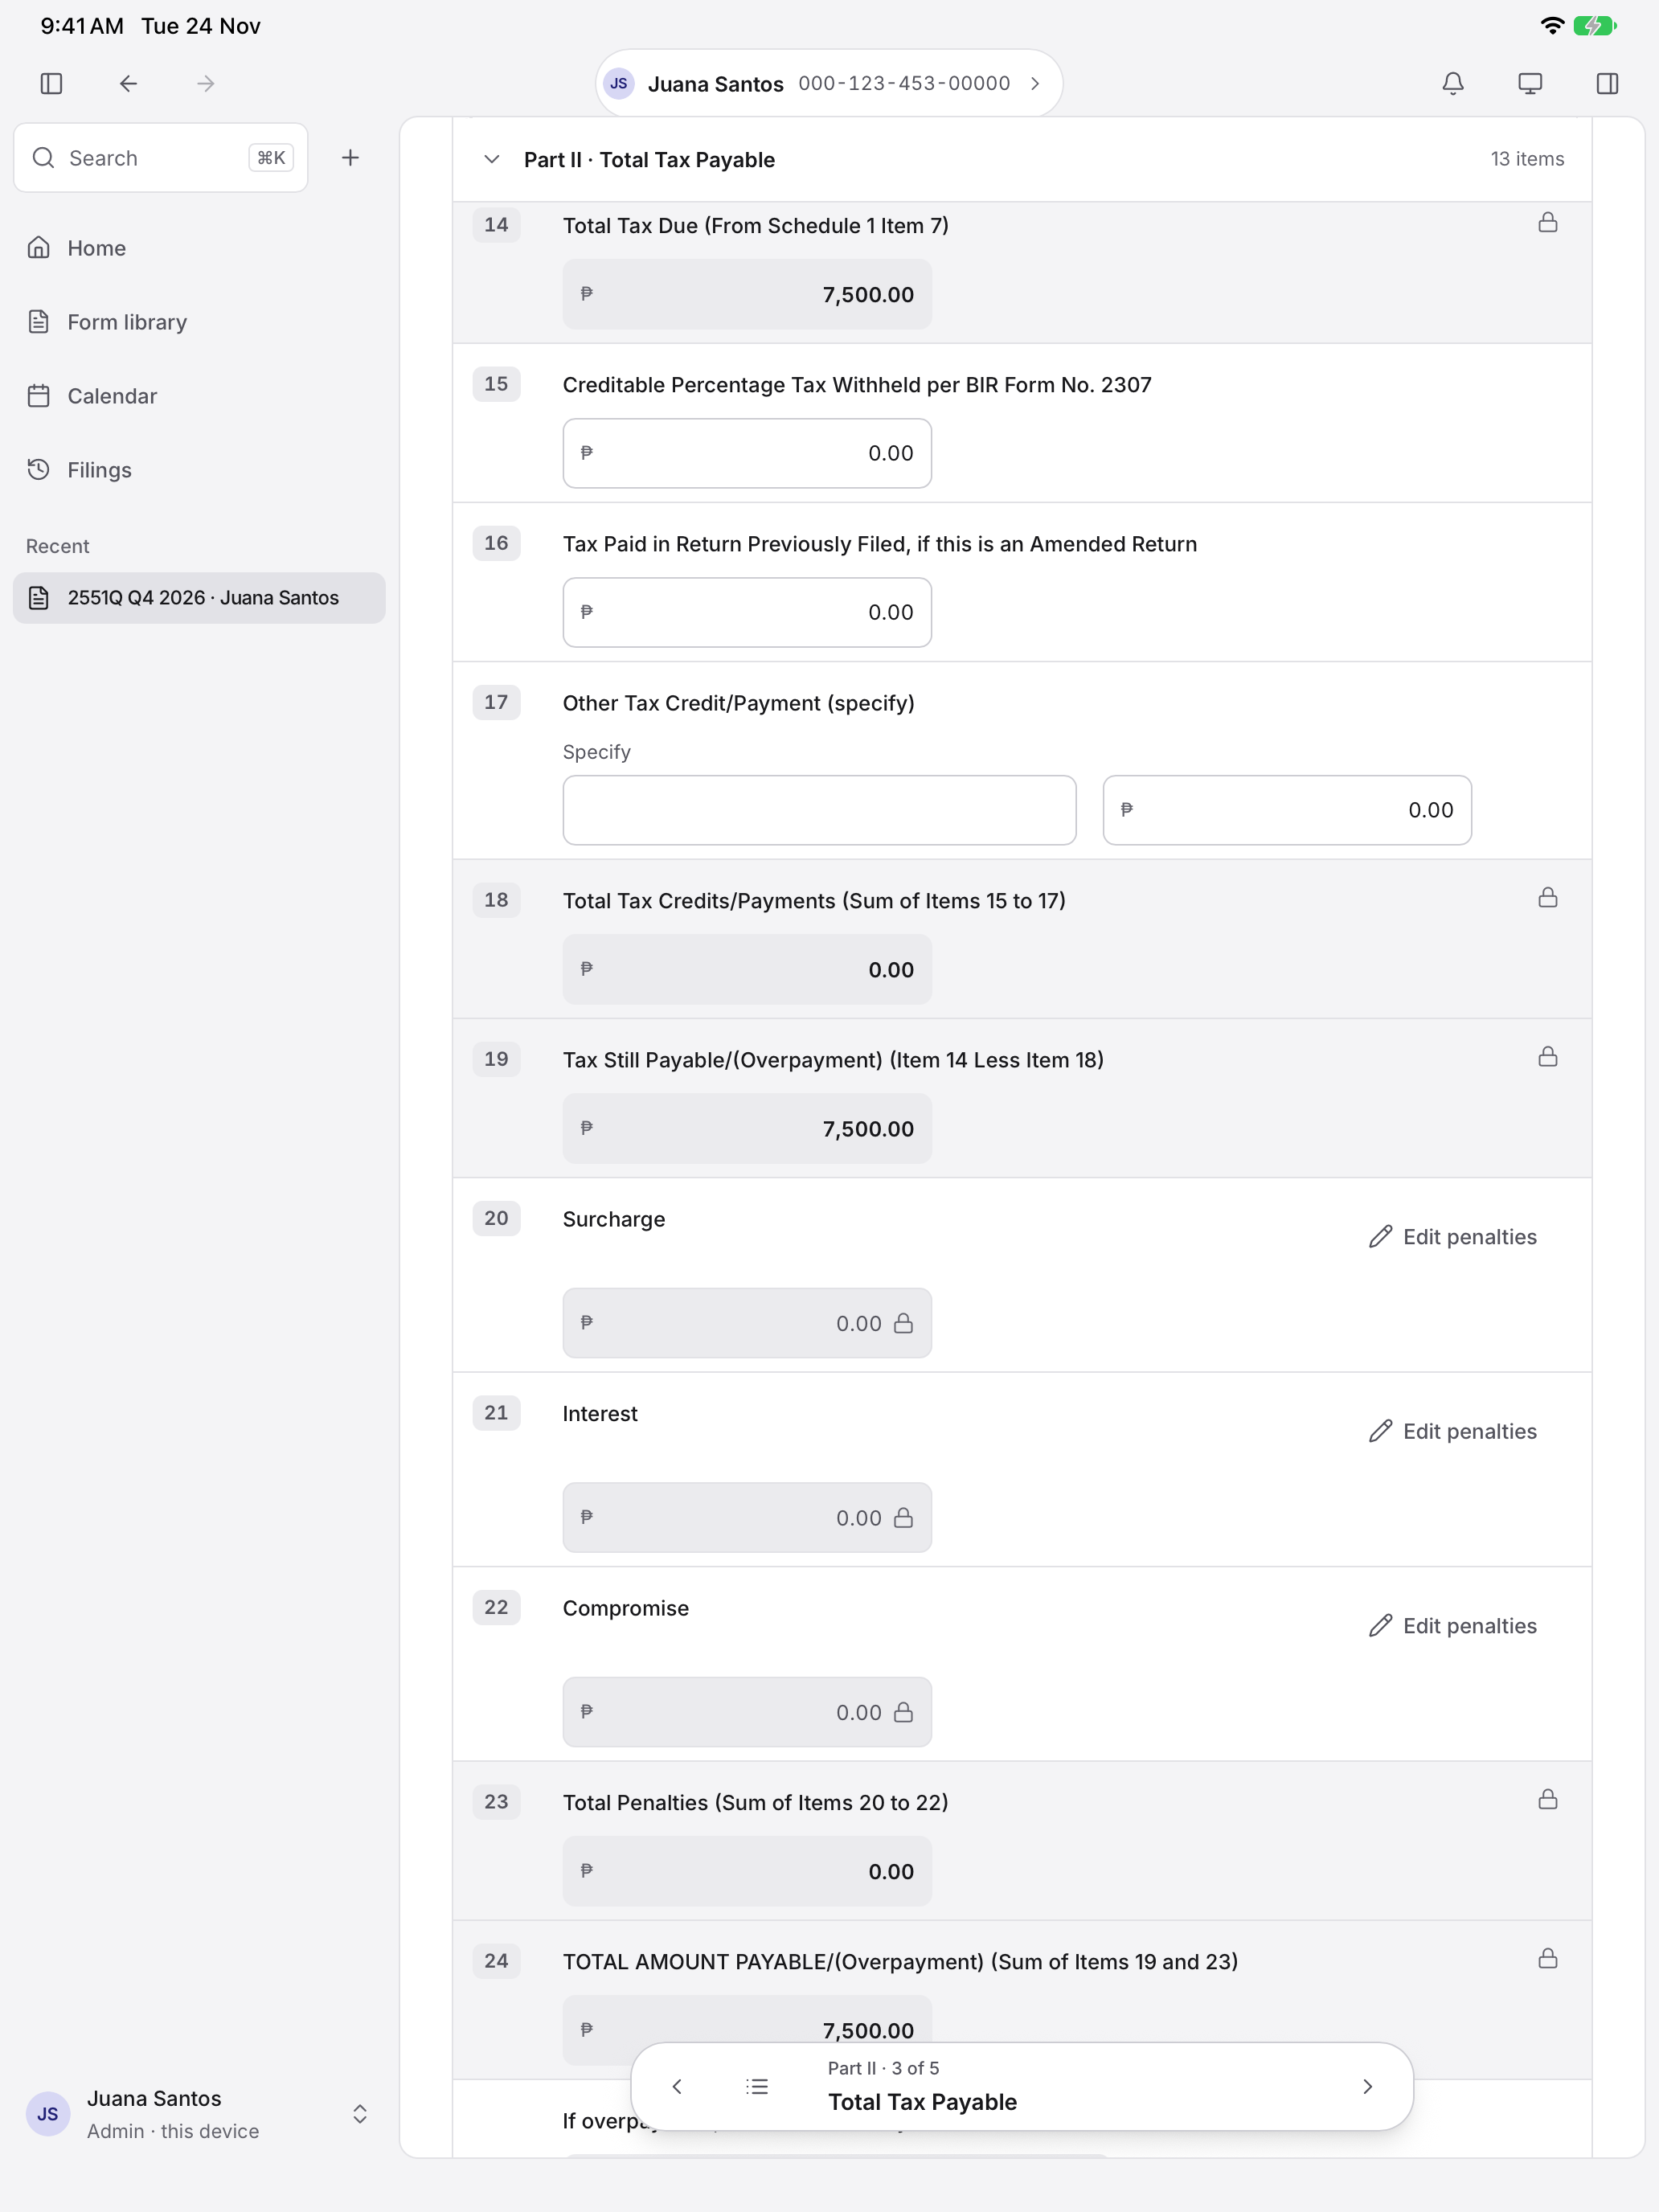 9:41 AM Tue 24 Nov
JS Juana Santos 000-123-453-00000
Search ⌘K
Home
Form library
Calendar
Filings
Recent
2551Q Q4 2026 · Juana Santos
Part II · Total Tax Payable 13 items
14 Total Tax Due (From Schedule 1 Item 7)
₱ 7,500.00
15 Creditable Percentage Tax Withheld per BIR Form No. 2307
₱ 0.00
16 Tax Paid in Return Previously Filed, if this is an Amended Return
₱ 0.00
17 Other Tax Credit/Payment (specify)
Specify
₱ 0.00
18 Total Tax Credits/Payments (Sum of Items 15 to 17)
₱ 0.00
19 Tax Still Payable/(Overpayment) (Item 14 Less Item 18)
₱ 7,500.00
20 Surcharge
Edit penalties
₱ 0.00
21 Interest
Edit penalties
₱ 0.00
22 Compromise
Edit penalties
₱ 0.00
23 Total Penalties (Sum of Items 20 to 22)
₱ 0.00
24 TOTAL AMOUNT PAYABLE/(Overpayment) (Sum of Items 19 and 23)
₱ 7,500.00
Part II · 3 of 5
Total Tax Payable
If
JS Juana Santos
Admin · this device